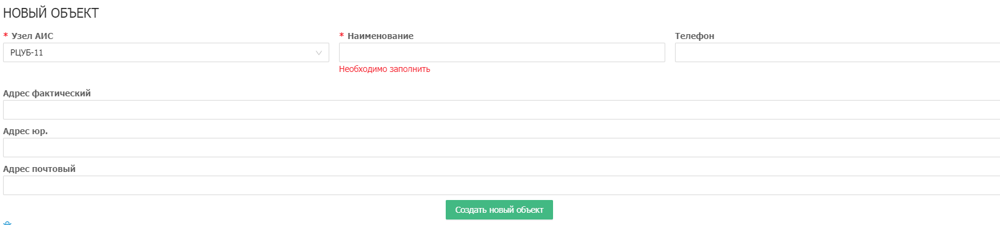 НОВЫЙ ОБЪЕКТ
* Узел АИС * Наименование Телефон
РЦУБ-11
Необходимо заполнить
Адрес фактический
Адрес юр.
Адрес почтовый
Создать новый объект